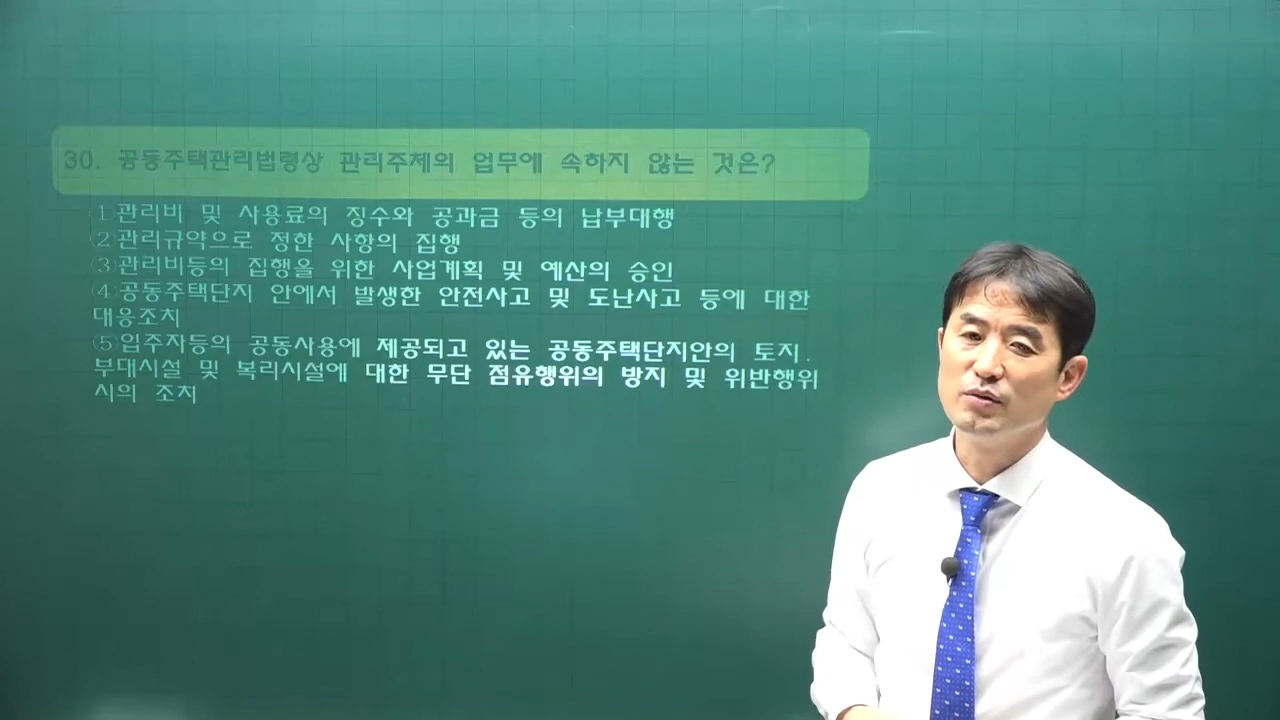 30. 공동주택관리법령상 관리주체의 업무에 속하지 않는 것은?
⑴관리비 및 사용료의 징수와 공과금 등의 납부대행
⑵관리규약으로 정한 사항의 집행
⑶관리비등의 집행을 위한 사업계획 및 예산의 승인
⑷공동주택단지 안에서 발생한 안전사고 및 도난사고 등에 대한
대응조치
⑸입주자등의 공동사용에 제공되고 있는 공동주택단지안의 토지.
부대시설 및 복리시설에 대한 무단 점유행위의 방지 및 위반행위
시의 조치